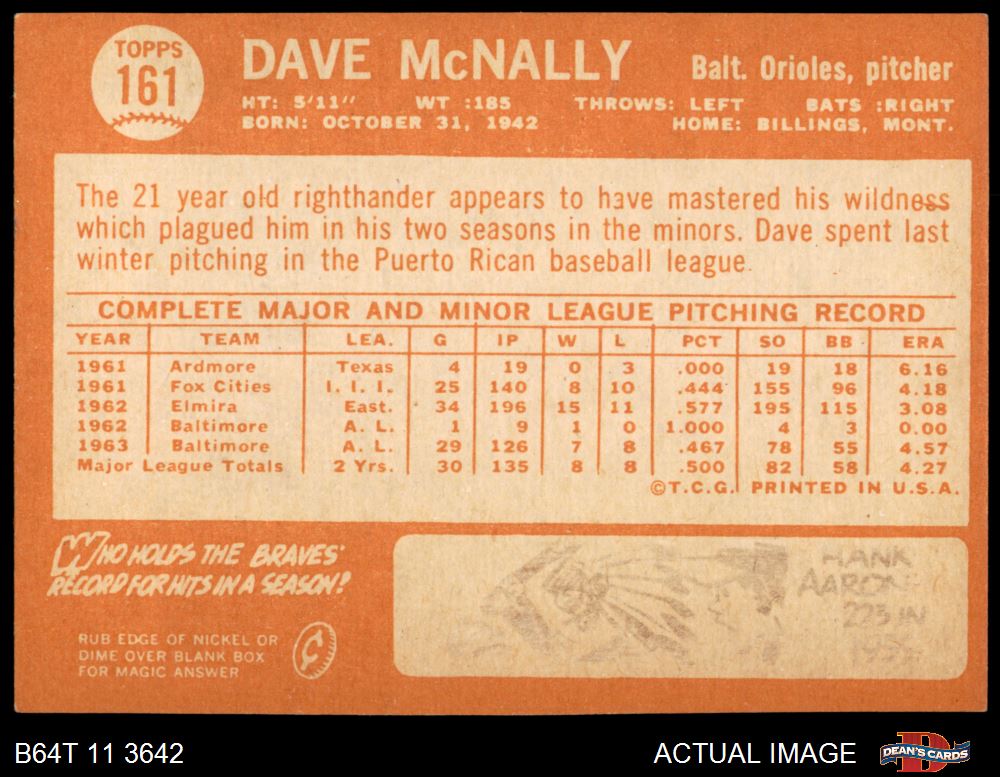 TOPPS
161
DAVE McNALLY
Balt. Orioles, pitcher
HT: 5'11" WT :185 THROWS: LEFT BATS :RIGHT
BORN: OCTOBER 31, 1942 HOME: BILLINGS, MONT.
The 21 year old righthander appears to have mastered his wildness
which plagued him in his two seasons in the minors. Dave spent last
winter pitching in the Puerto Rican baseball league.
COMPLETE MAJOR AND MINOR LEAGUE PITCHING RECORD
YEAR TEAM LEA. G IP W L PCT SO BB ERA
1961 Ardmore Texas 4 19 0 3 .000 19 18 6.16
1961 Fox Cities I. I. I. 25 140 8 10 .444 155 96 4.18
1962 Elmira East. 34 196 15 11 .577 195 115 3.08
1962 Baltimore A. L. 1 9 1 0 1.000 4 3 0.00
1963 Baltimore A. L. 29 126 7 8 .467 78 55 4.57
Major League Totals 2 Yrs. 30 135 8 8 .500 82 58 4.27
©T.C.G. PRINTED IN U.S.A.
WHO HOLDS THE BRAVES'
RECORD FOR HITS IN A SEASON?
RUB EDGE OF NICKEL OR
DIME OVER BLANK BOX
FOR MAGIC ANSWER
¢
HANK
AARON
223 IN
B64T 11 3642
ACTUAL IMAGE
D
DEAN'S CARDS